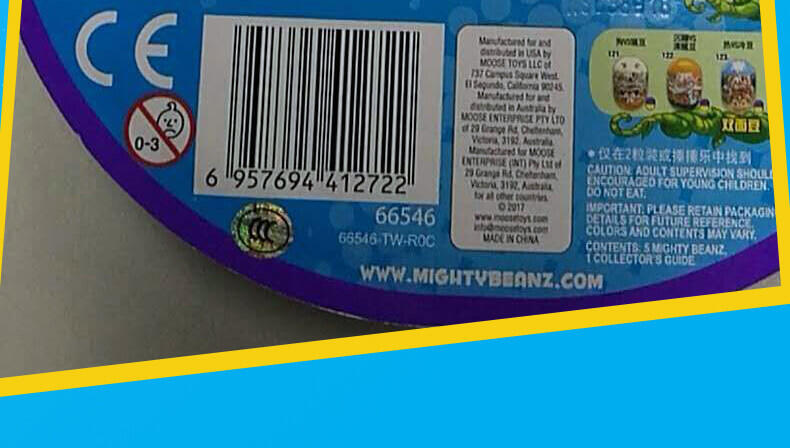 CE
0-3
6 957694 412722
66546
66546-TW-ROC
WWW.MIGHTYBEANZ.COM
Manufactured for and
distributed in USA by
MOOSE TOYS LLC of
737 Campus Square West.
El Segundo, California 90245.
Manufactured for and
distributed in Australia by
MOOSE ENTERPRISE PTY LTD
of 29 Grange Rd, Cheltenham,
Victoria, 3192, Australia.
Manufactured for MOOSE
ENTERPRISE (INT) Pty Ltd of
29 Grange Rd, Cheltenham,
Victoria, 3192, Australia,
for all other countries.
© 2017
www.moosetoys.com
info@moosetoys.com
MADE IN CHINA
121
122
123
双面豆
• 仅在2粒装或捶捶乐中找到
CAUTION: ADULT SUPERVISION SHOUL
ENCOURAGED FOR YOUNG CHILDREN.
DO NOT EAT.
IMPORTANT: PLEASE RETAIN PACKAGIN
DETAILS FOR FUTURE REFERENCE.
COLORS AND CONTENTS MAY VARY.
CONTENTS: 5 MIGHTY BEANZ,
1 COLLECTOR'S GUIDE